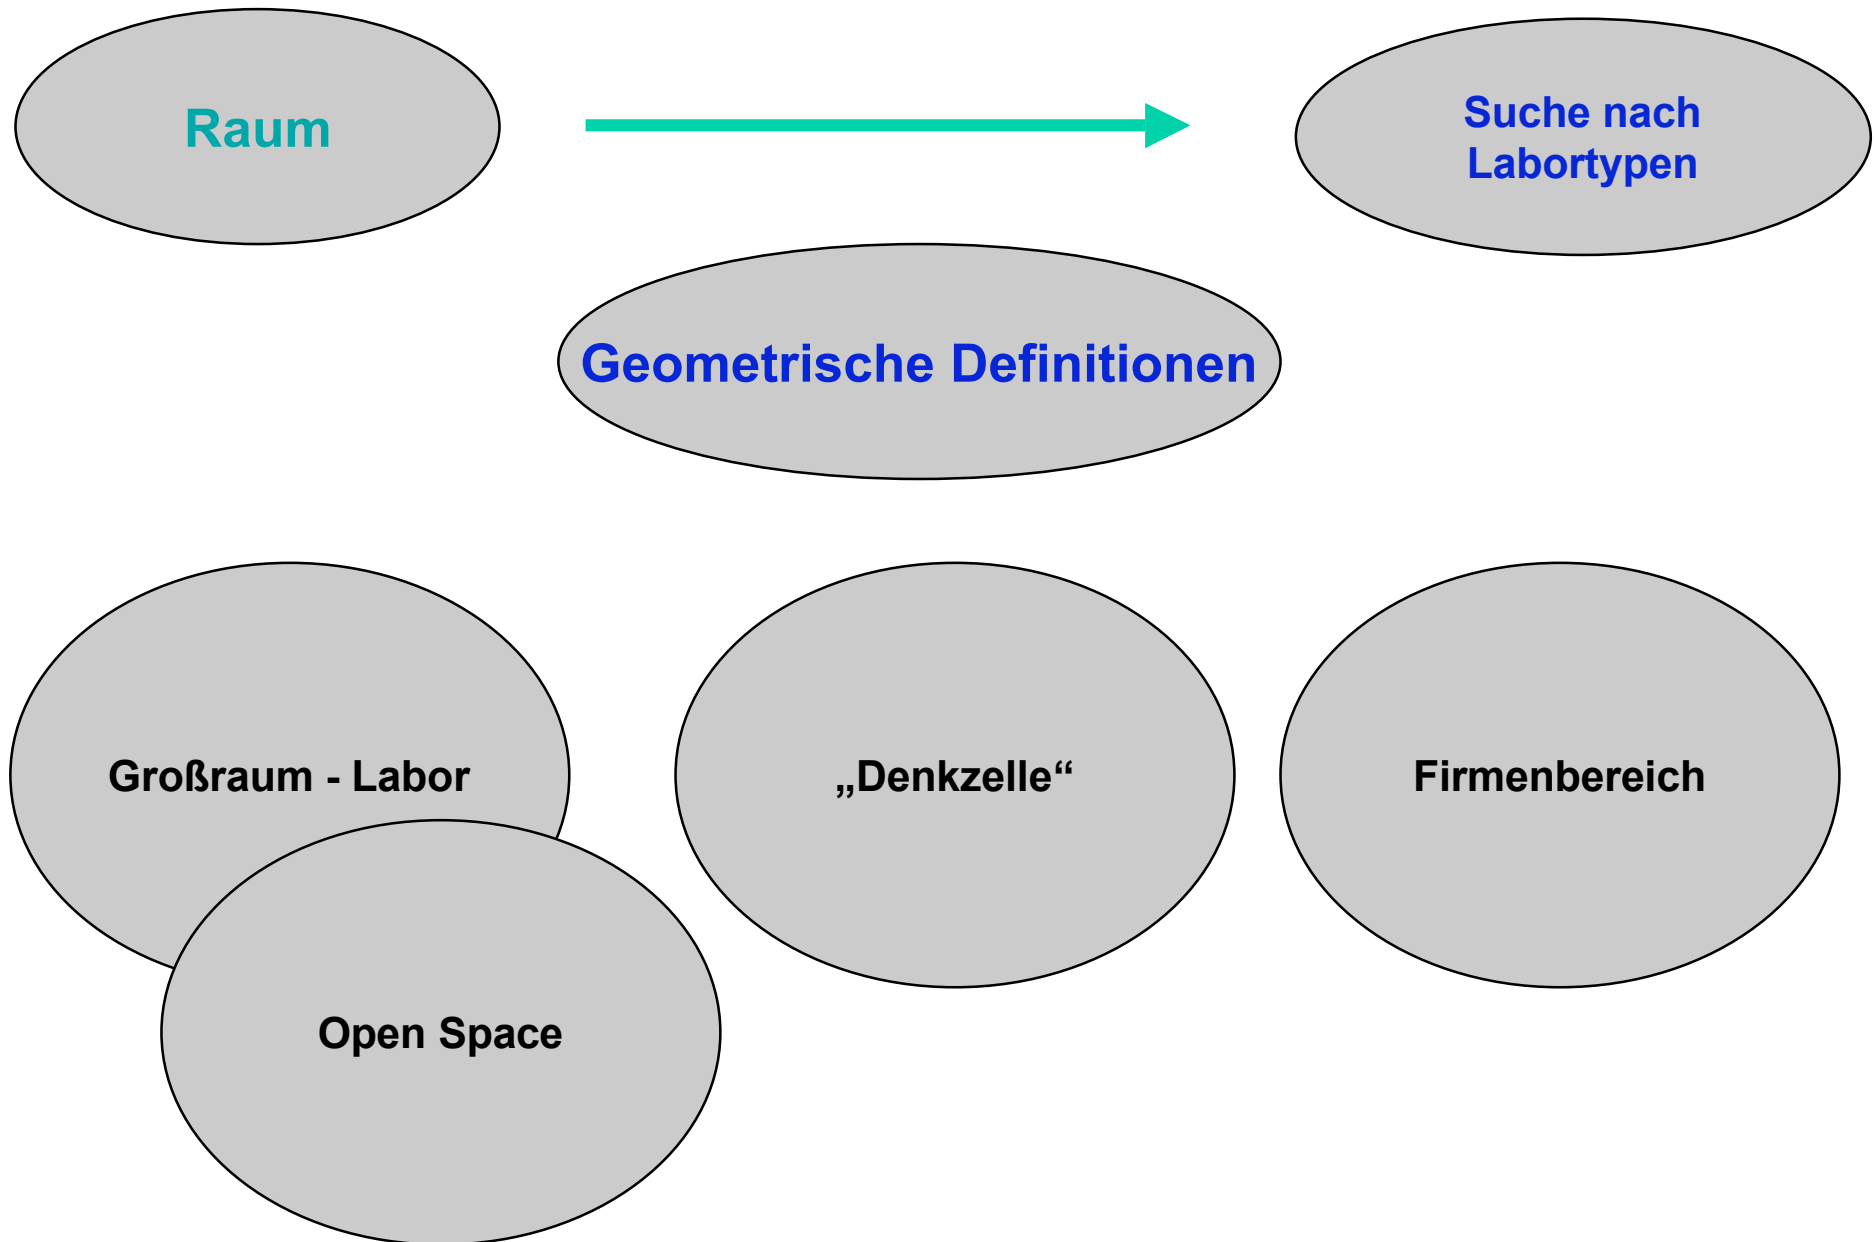 Raum
Suche nach
Labortypen
Geometrische Definitionen
Großraum - Labor
„Denkzelle“
Firmenbereich
Open Space